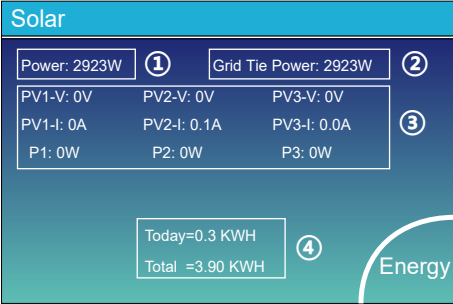 Solar
Power: 2923W ① Grid Tie Power: 2923W ②
PV1-V: 0V PV2-V: 0V PV3-V: 0V
PV1-I: 0A PV2-I: 0.1A PV3-I: 0.0A ③
P1: 0W P2: 0W P3: 0W
Today=0.3 KWH
④
Total =3.90 KWH
Energy